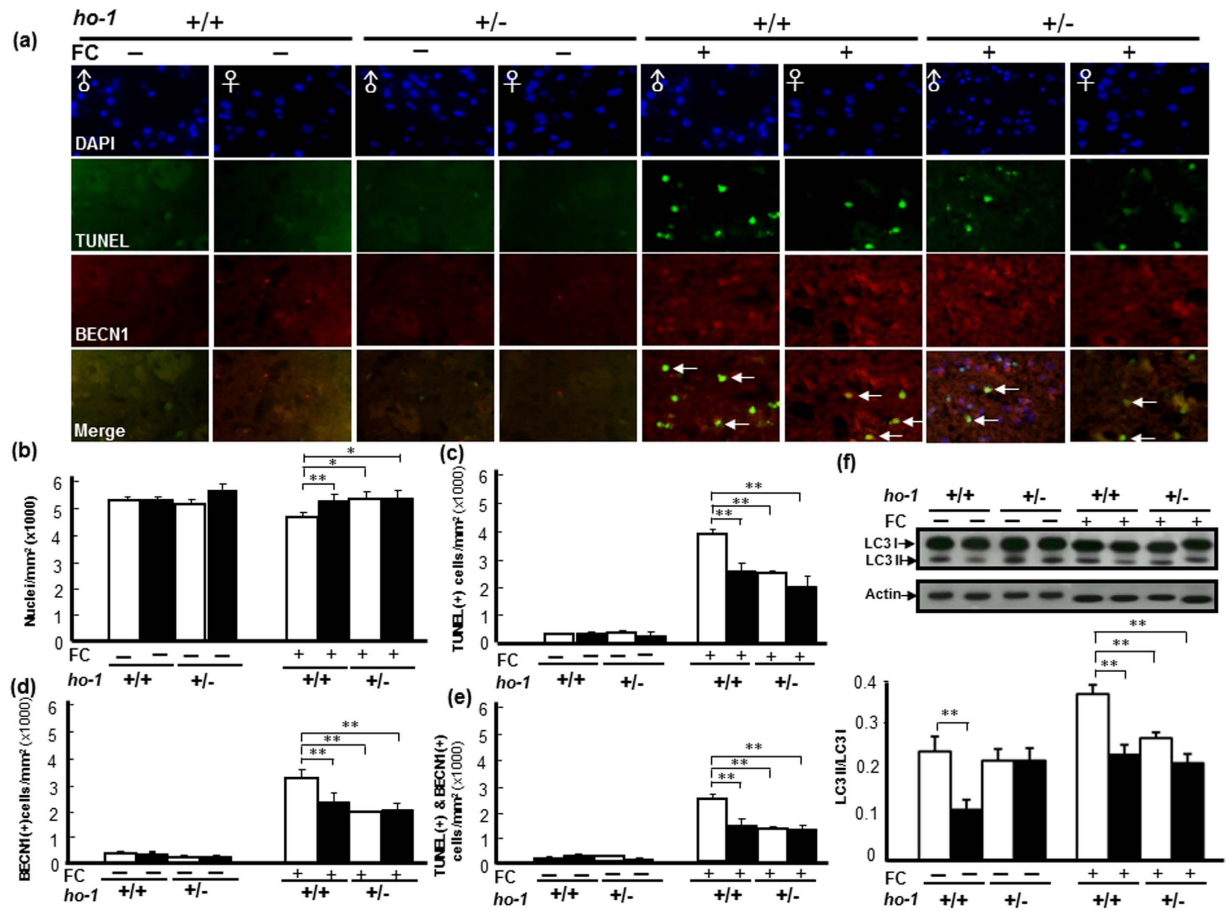 ho-1 +/+ +/- +/+ +/-
(a)
FC – – – – + + + +
♂ ♀ ♂ ♀ ♂ ♀ ♂ ♀
DAPI
TUNEL
BECN1
Merge
(b)
Nuclei/mm² (x1000)
6
5
4
3
2
1
0
* * **
FC – – – – + + + +
ho-1 +/+ +/- +/+ +/-
(c)
TUNEL(+) cells/mm² (x1000)
6
5
4
3
2
1
0
** ** **
FC – – – – + + + +
ho-1 +/+ +/- +/+ +/-
(d)
BECN1(+)cells/mm² (x1000)
5
4
3
2
1
0
** ** **
FC – – – – + + + +
ho-1 +/+ +/- +/+ +/-
(e)
TUNEL(+) & BECN1(+)
cells/mm² (x1000)
5
4
3
2
1
0
** ** **
FC – – – – + + + +
ho-1 +/+ +/- +/+ +/-
(f)
ho-1 +/+ +/- +/+ +/-
FC – – – – + + + +
LC3 I
LC3 II
Actin
LC3 II/LC3 I
0.4
0.3
0.2
0.1
0
** ** ** **
FC – – – – + + + +
ho-1 +/+ +/- +/+ +/-